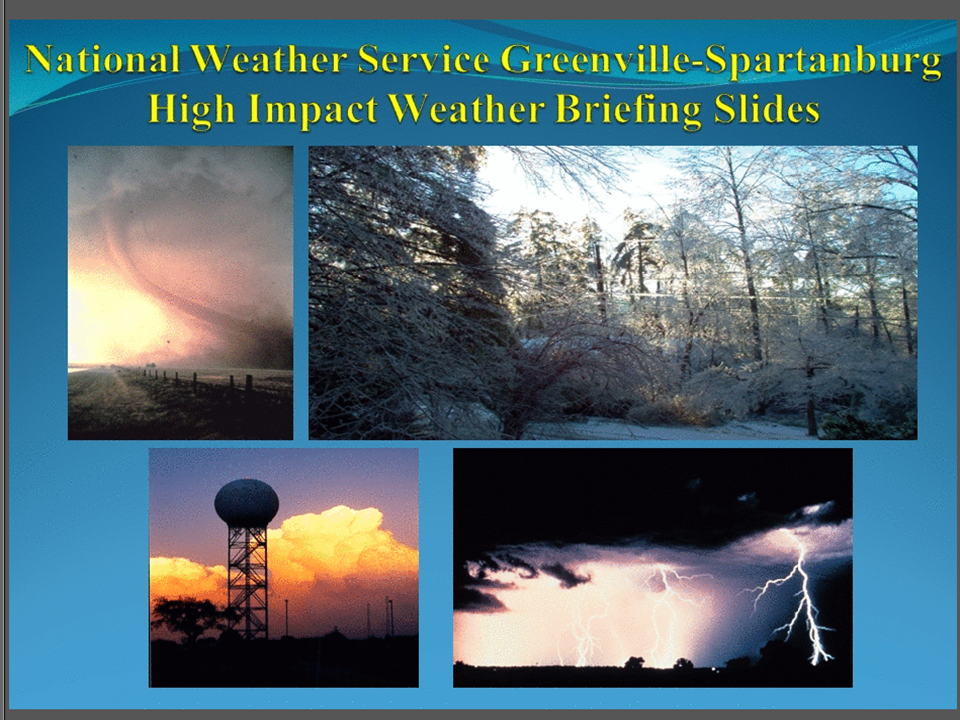 National Weather Service Greenville-Spartanburg
High Impact Weather Briefing Slides